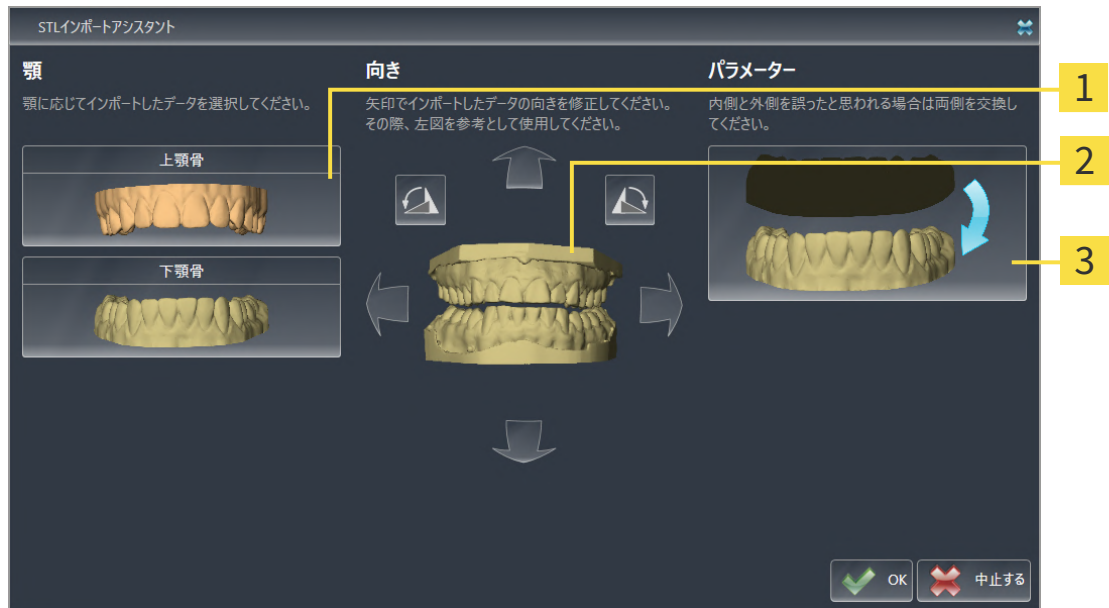 STLインポートアシスタント
顎
顎に応じてインポートしたデータを選択してください。
上顎骨
下顎骨
向き
矢印でインポートしたデータの向きを修正してください。
その際、左図を参考として使用してください。
パラメーター
内側と外側を誤ったと思われる場合は両側を交換し
てください。
1
2
3
OK
中止する